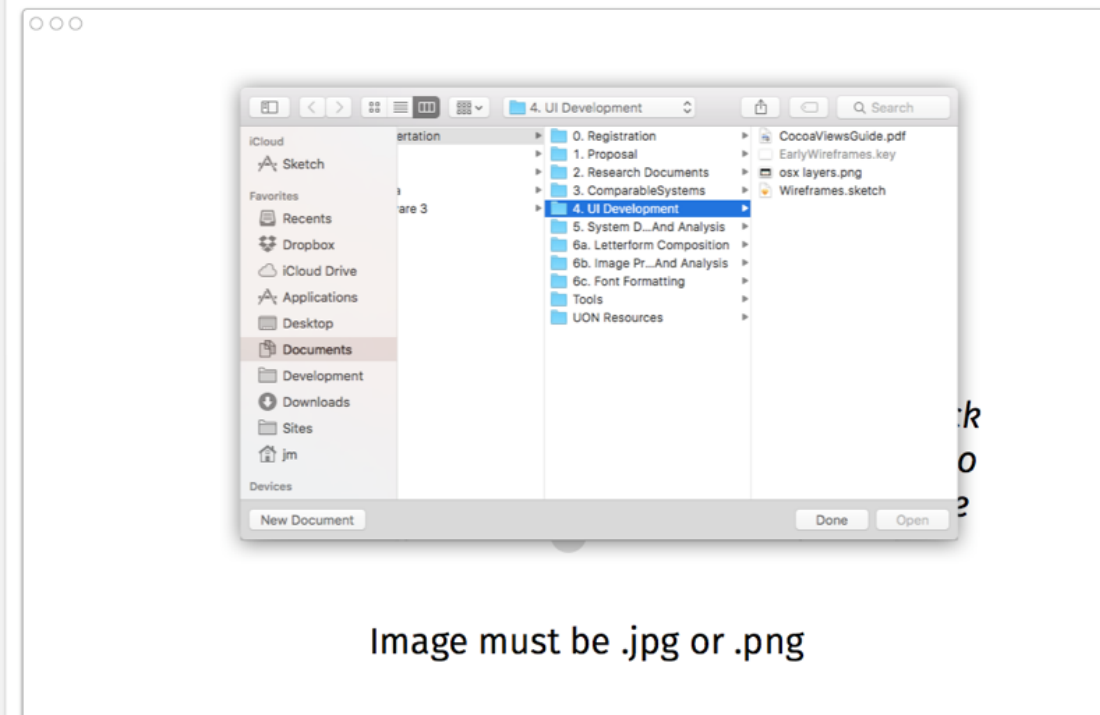 4. UI Development
Search
iCloud
Sketch
Favorites
Recents
Dropbox
iCloud Drive
Applications
Desktop
Documents
Development
Downloads
Sites
jm
Devices
ertation
are 3
0. Registration
1. Proposal
2. Research Documents
3. ComparableSystems
4. UI Development
5. System D...And Analysis
6a. Letterform Composition
6b. Image Pr...And Analysis
6c. Font Formatting
Tools
UON Resources
CocoaViewsGuide.pdf
EarlyWireframes.key
osx layers.png
Wireframes.sketch
New Document
Done
Open
Image must be .jpg or .png